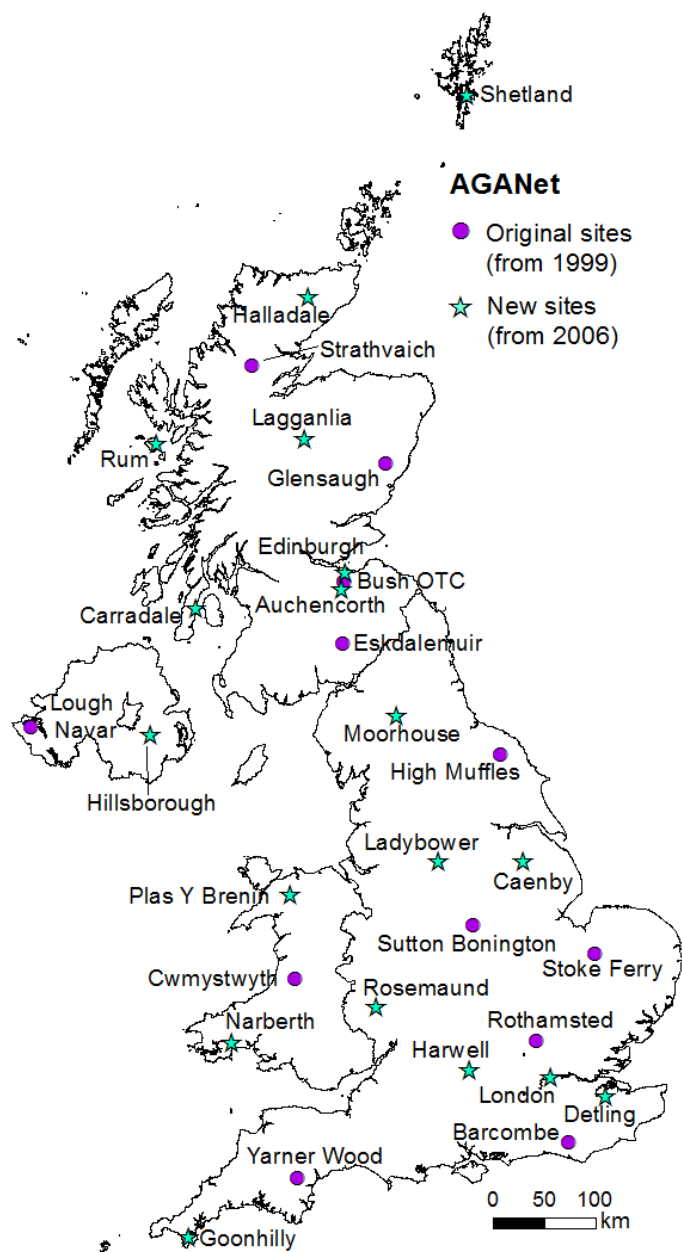 Shetland
AGANet
Original sites
(from 1999)
New sites
(from 2006)
Halladale
Strathvaich
Lagganlia
Rum
Glensaugh
Edinburgh
Bush OTC
Auchencorth
Carradale
Eskdalemuir
Lough
Navar
Moorhouse
High Muffles
Hillsborough
Ladybower
Caenby
Plas Y Brenin
Sutton Bonington
Stoke Ferry
Cwmystwyth
Rosemaund
Narberth
Rothamsted
Harwell
London
Detling
Barcombe
Yarner Wood
Goonhilly
0 50 100
km